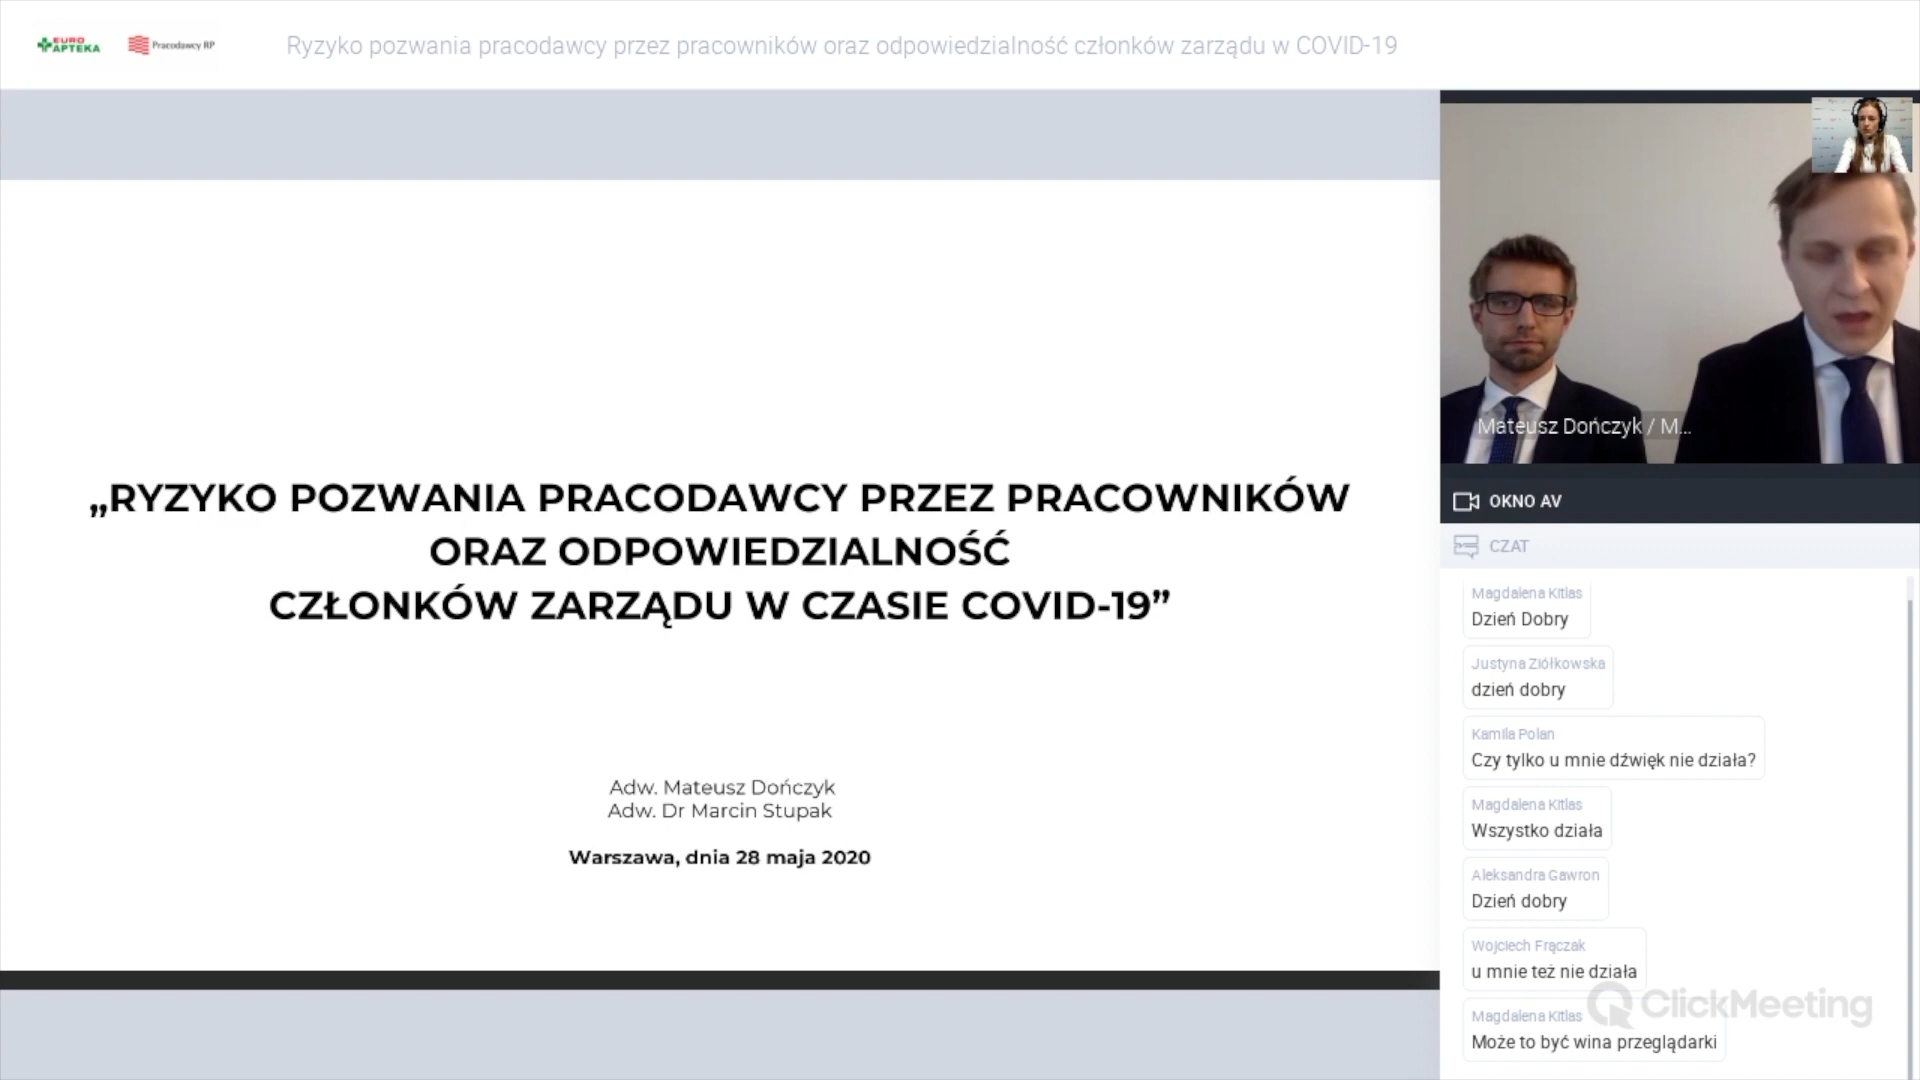 EURO
APTEKA
Pracodawcy RP
Ryzyko pozwania pracodawcy przez pracowników oraz odpowiedzialność członków zarządu w COVID-19
„RYZYKO POZWANIA PRACODAWCY PRZEZ PRACOWNIKÓW
ORAZ ODPOWIEDZIALNOŚĆ
CZŁONKÓW ZARZĄDU W CZASIE COVID-19”
Adw. Mateusz Dończyk
Adw. Dr Marcin Stupak
Warszawa, dnia 28 maja 2020
Mateusz Dończyk / M...
OKNO AV
CZAT
Magdalena Kitlas
Dzień Dobry
Justyna Ziółkowska
dzień dobry
Kamila Polan
Czy tylko u mnie dźwięk nie działa?
Magdalena Kitlas
Wszystko działa
Aleksandra Gawron
Dzień dobry
Wojciech Frączak
u mnie też nie działa
Magdalena Kitlas
Może to być wina przeglądarki
ClickMeeting